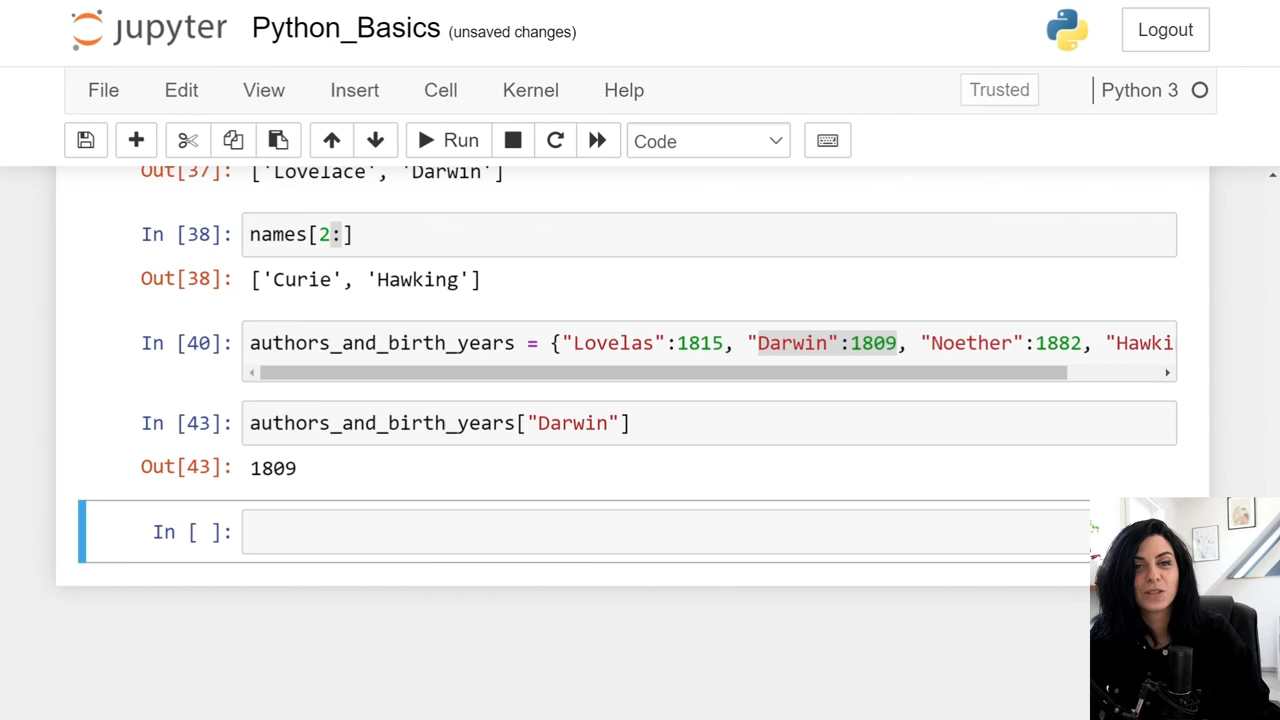 jupyter Python_Basics (unsaved changes) Logout
File Edit View Insert Cell Kernel Help Trusted Python 3
Run Code
Out[37]: ['Lovelace', 'Darwin']
In [38]: names[2:]
Out[38]: ['Curie', 'Hawking']
In [40]: authors_and_birth_years = {"Lovelas":1815, "Darwin":1809, "Noether":1882, "Hawki
In [43]: authors_and_birth_years["Darwin"]
Out[43]: 1809
In [ ]: